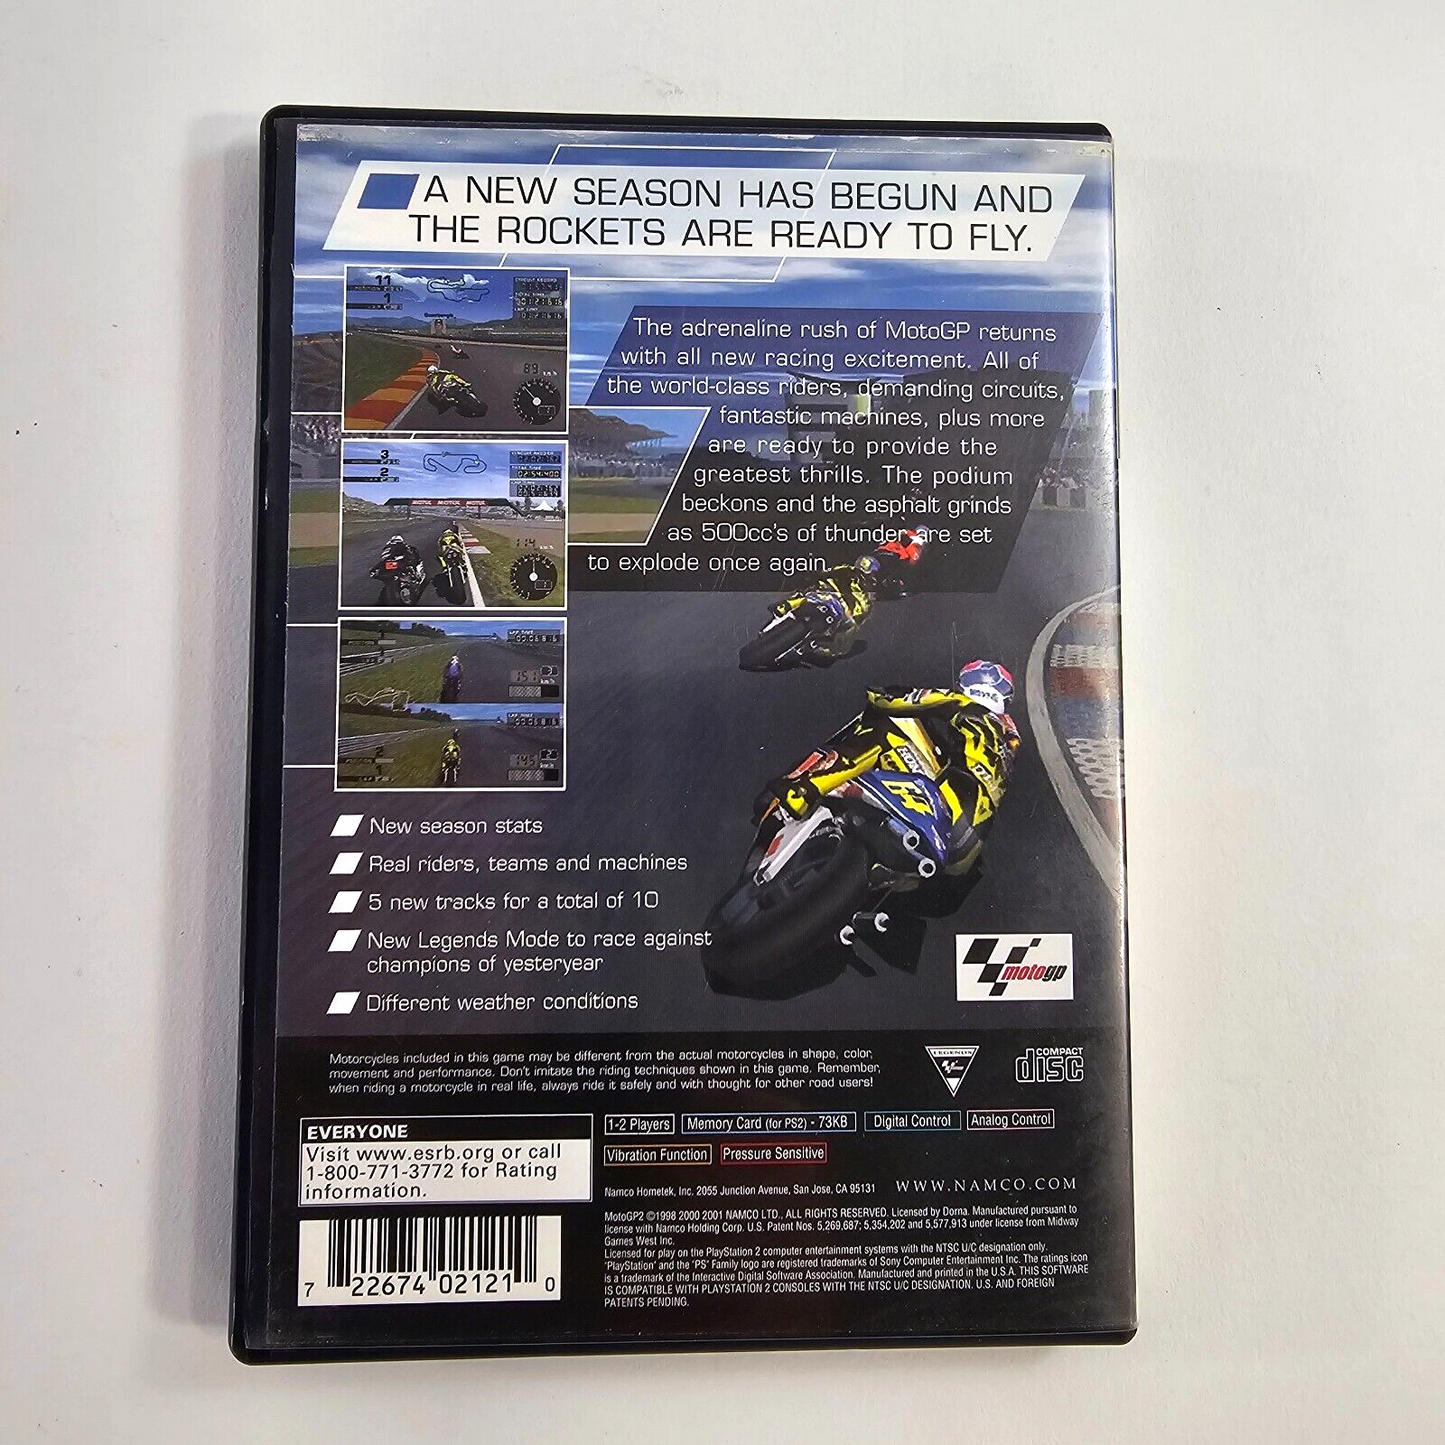 A NEW SEASON HAS BEGUN AND
THE ROCKETS ARE READY TO FLY.
The adrenaline rush of MotoGP returns
with all new racing excitement. All of
the world-class riders, demanding circuits,
fantastic machines, plus more
are ready to provide the
greatest thrills. The podium
beckons and the asphalt grinds
as 500cc's of thunder are set
to explode once again.
New season stats
Real riders, teams and machines
5 new tracks for a total of 10
New Legends Mode to race against
champions of yesteryear
Different weather conditions
motogp
Motorcycles included in this game may be different from the actual motorcycles in shape, color,
movement and performance. Don't imitate the riding techniques shown in this game. Remember,
when riding a motorcycle in real life, always ride it safely and with thought for other road users!
LEGENDS
COMPACT
disc
EVERYONE
Visit www.esrb.org or call
1-800-771-3772 for Rating
information.
1-2 Players
Memory Card (for PS2) - 73KB
Digital Control
Analog Control
Vibration Function
Pressure Sensitive
Namco Hometek, Inc. 2055 Junction Avenue, San Jose, CA 95131
WWW.NAMCO.COM
MotoGP2 ©1998 2000 2001 NAMCO LTD., ALL RIGHTS RESERVED. Licensed by Dorna. Manufactured pursuant to
license with Namco Holding Corp. U.S. Patent Nos. 5,269,687; 5,354,202 and 5,577,913 under license from Midway
Games West Inc.
Licensed for play on the PlayStation 2 computer entertainment systems with the NTSC U/C designation only.
"PlayStation" and the "PS" Family logo are registered trademarks of Sony Computer Entertainment Inc. The ratings icon
is a trademark of the Interactive Digital Software Association. Manufactured and printed in the U.S.A. THIS SOFTWARE
IS COMPATIBLE WITH PLAYSTATION 2 CONSOLES WITH THE NTSC U/C DESIGNATION. U.S. AND FOREIGN
PATENTS PENDING.
7 22674 02121 0